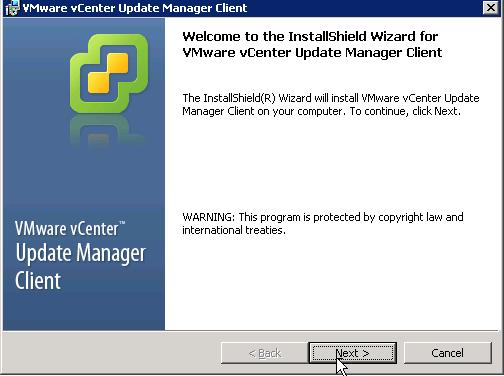 VMware vCenter Update Manager Client
Welcome to the InstallShield Wizard for
VMware vCenter Update Manager Client
The InstallShield(R) Wizard will install VMware vCenter Update
Manager Client on your computer. To continue, click Next.
WARNING: This program is protected by copyright law and
international treaties.
VMware vCenter™
Update Manager
Client
< Back
Next >
Cancel